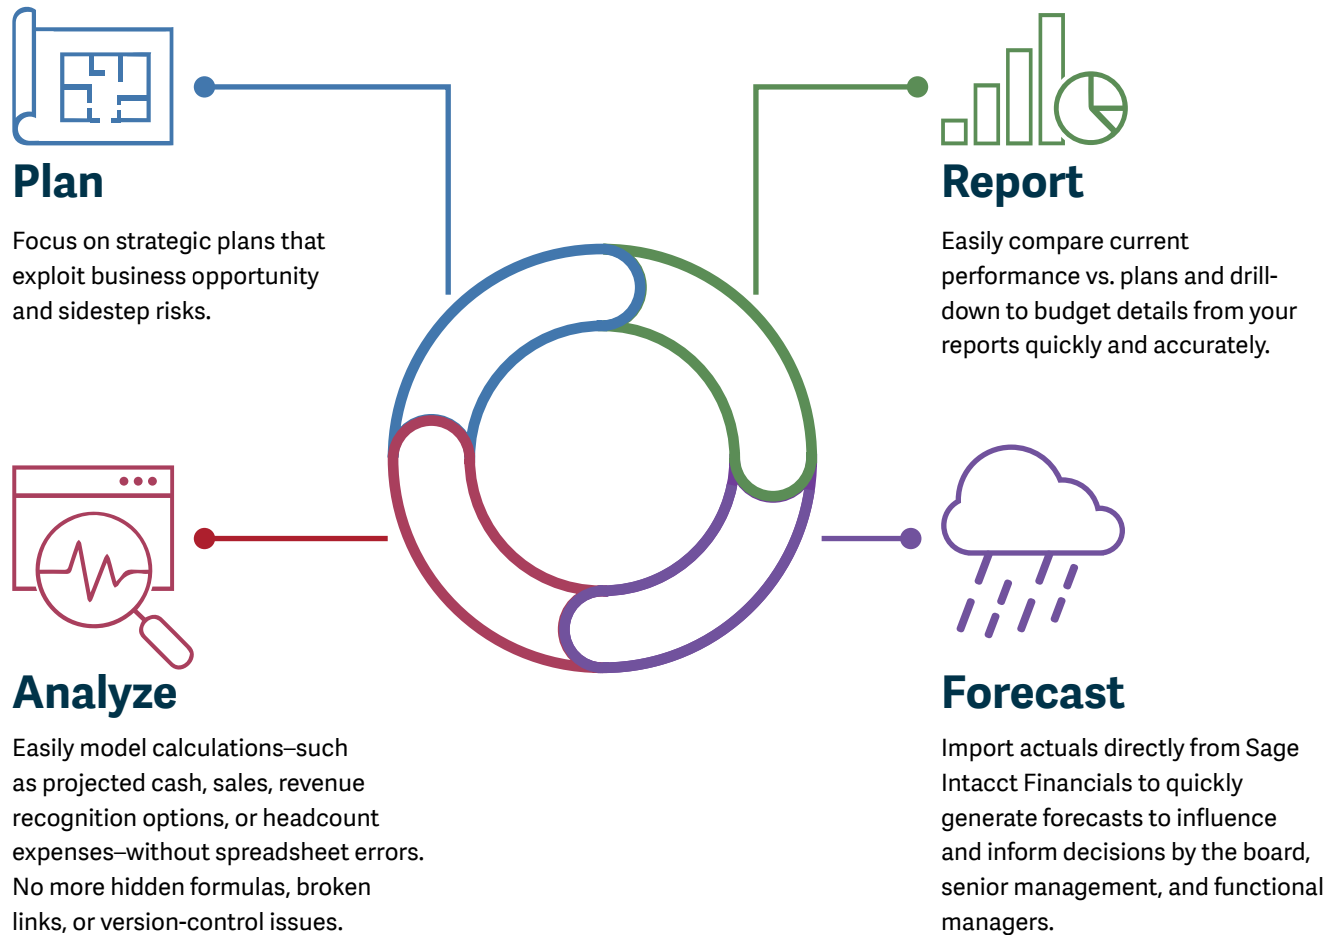 Plan
Focus on strategic plans that
exploit business opportunity
and sidestep risks.
Report
Easily compare current
performance vs. plans and drill-
down to budget details from your
reports quickly and accurately.
Analyze
Easily model calculations–such
as projected cash, sales, revenue
recognition options, or headcount
expenses–without spreadsheet errors.
No more hidden formulas, broken
links, or version-control issues.
Forecast
Import actuals directly from Sage
Intacct Financials to quickly
generate forecasts to influence
and inform decisions by the board,
senior management, and functional
managers.